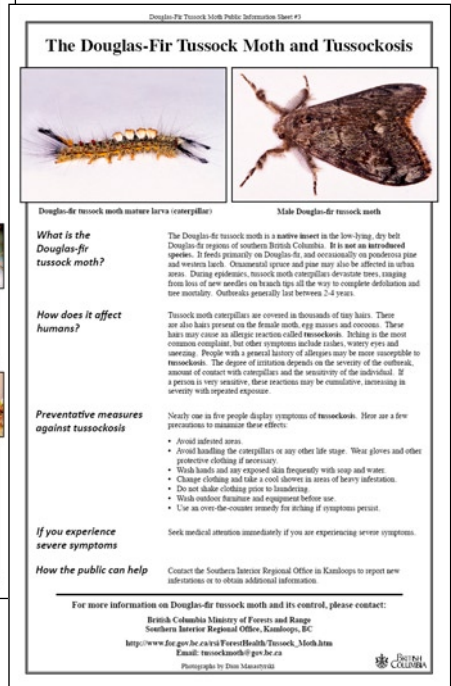 Douglas-Fir Tussock Moth Public Information Sheet #3
The Douglas-Fir Tussock Moth and Tussockosis
Douglas-fir tussock moth mature larva (caterpillar)
Male Douglas-fir tussock moth
What is the
Douglas-fir
tussock moth?
The Douglas-fir tussock moth is a native insect in the low-lying, dry belt
Douglas-fir regions of southern British Columbia. It is not an introduced
species. It feeds primarily on Douglas-fir, and occasionally on ponderosa pine
and western larch. Ornamental spruce and pine may also be affected in urban
areas. During epidemics, tussock moth caterpillars devastate trees, ranging
from loss of new needles on branch tips all the way to complete defoliation and
tree mortality. Outbreaks generally last between 2-4 years.
How does it affect
humans?
Tussock moth caterpillars are covered in thousands of tiny hairs. There
are also hairs present on the female moth, egg masses and cocoons. These
hairs may cause an allergic reaction called tussockosis. Itching is the most
common complaint, but other symptoms include rashes, watery eyes and
sneezing. People with a general history of allergies may be more susceptible to
tussockosis. The degree of irritation depends on the severity of the outbreak,
amount of contact with caterpillars and the sensitivity of the individual. If
a person is very sensitive, these reactions may be cumulative, increasing in
severity with repeated exposure.
Preventative measures
against tussockosis
Nearly one in five people display symptoms of tussockosis. Here are a few
precautions to minimize these effects:
• Avoid infested areas.
• Avoid handling the caterpillars or any other life stage. Wear gloves and other
protective clothing if necessary.
• Wash hands and any exposed skin frequently with soap and water.
• Change clothing and take a cool shower in areas of heavy infestation.
• Do not shake clothing prior to laundering.
• Wash outdoor furniture and equipment before use.
• Use an over-the-counter remedy for itching if symptoms persist.
If you experience
severe symptoms
Seek medical attention immediately if you are experiencing severe symptoms.
How the public can help
Contact the Southern Interior Regional Office in Kamloops to report new
infestations or to obtain additional information.
For more information on Douglas-fir tussock moth and its control, please contact:
British Columbia Ministry of Forests and Range
Southern Interior Regional Office, Kamloops, BC
http://www.for.gov.bc.ca/rsi/ForestHealth/Tussock_Moth.htm
Email: tussockmoth@gov.bc.ca
Photographs by
BRITISH
COLUMBIA